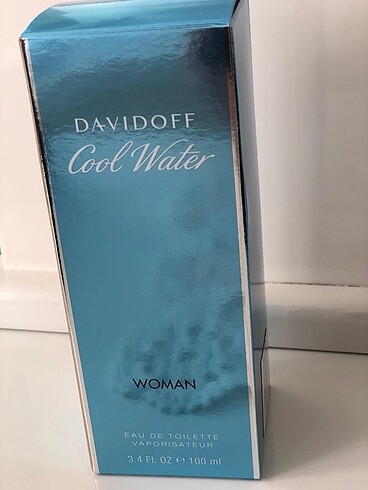 DAVIDOFF
Cool Water
WOMAN
EAU DE TOILETTE
VAPORISATEUR
3.4 FL OZ ℮ 100 ml